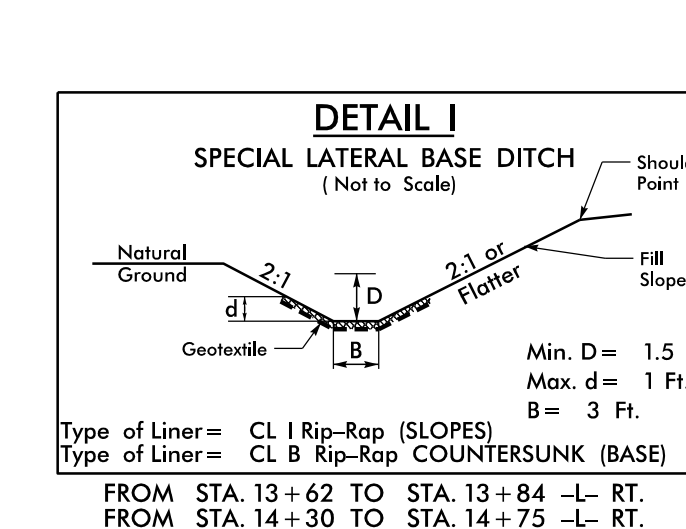 DETAIL I
SPECIAL LATERAL BASE DITCH
( Not to Scale)
Point
Natural
Ground
2:1
D
2:1 or
Flatter
Fill
Slope
d
Geotextile
B
Min. D = 1.5
Max. d = 1 Ft.
B = 3 Ft.
Type of Liner = CL I Rip-Rap (SLOPES)
Type of Liner = CL B Rip-Rap COUNTERSUNK (BASE)
FROM STA. 13+62 TO STA. 13+84 -L- RT.
FROM STA. 14+30 TO STA. 14+75 -L- RT.